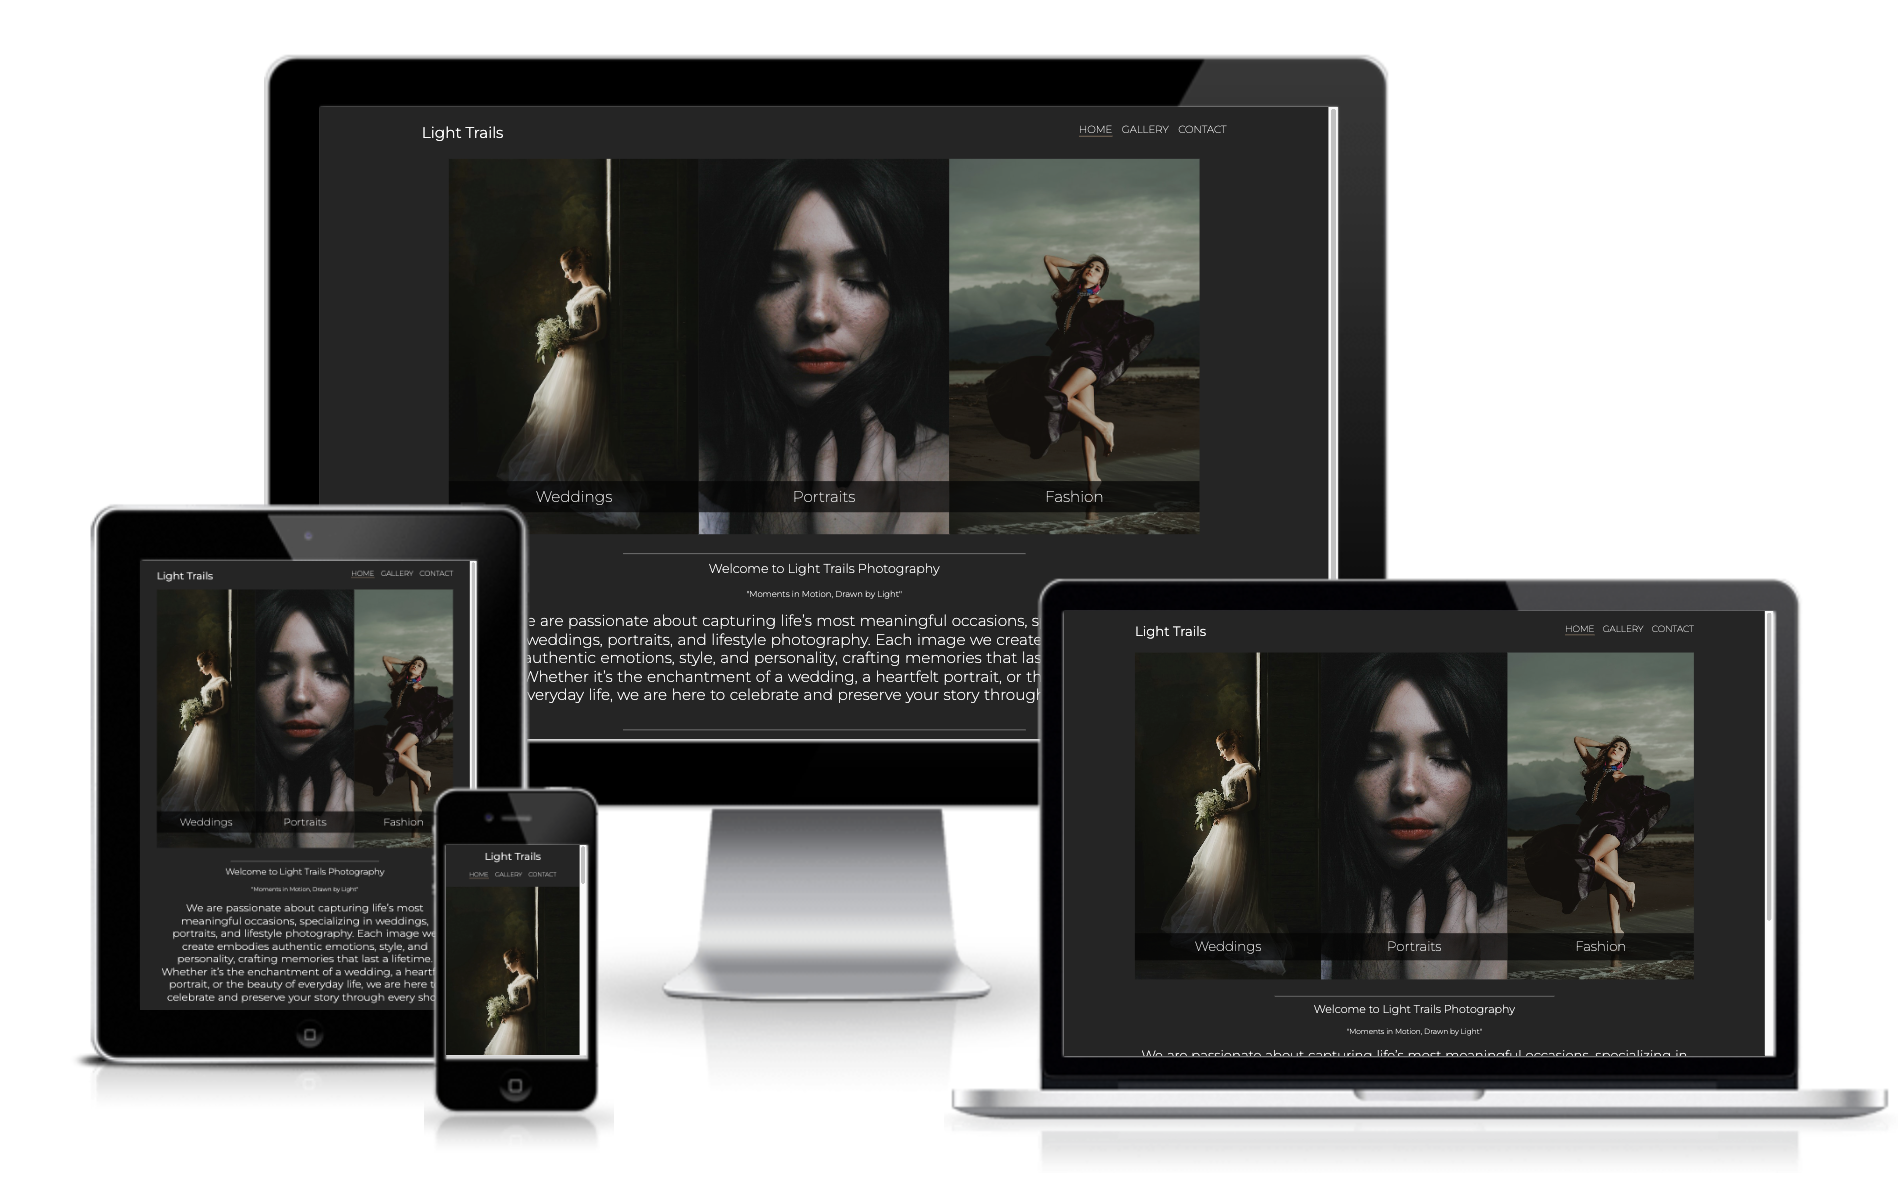 Light Trails
HOME GALLERY CONTACT
Weddings Portraits Fashion
Welcome to Light Trails Photography
"Moments in Motion, Drawn by Light"
are passionate about capturing life's most meaningful occasions,
weddings, portraits, and lifestyle photography. Each image we create
authentic emotions, style, and personality, crafting memories that
Whether it's the enchantment of a wedding, a heartfelt portrait, or
everyday life, we are here to celebrate and preserve your story through
Light Trails
HOME GALLERY CONTACT
Weddings Portraits Fashion
Welcome to Light Trails Photography
"Moments in Motion, Drawn by Light"
We are passionate about capturing life's most
meaningful occasions, specializing in weddings,
portraits, and lifestyle photography. Each image we
create embodies authentic emotions, style, and
personality, crafting memories that last a lifetime.
Whether it's the enchantment of a wedding, a
portrait, or the beauty of everyday life, we are here
celebrate and preserve your story through every
Light Trails
HOME GALLERY CONTACT
Light Trails
HOME GALLERY CONTACT
Weddings Portraits Fashion
Welcome to Light Trails Photography
"Moments in Motion, Drawn by Light"
We are passionate about capturing life's most meaningful occasions, specializing in